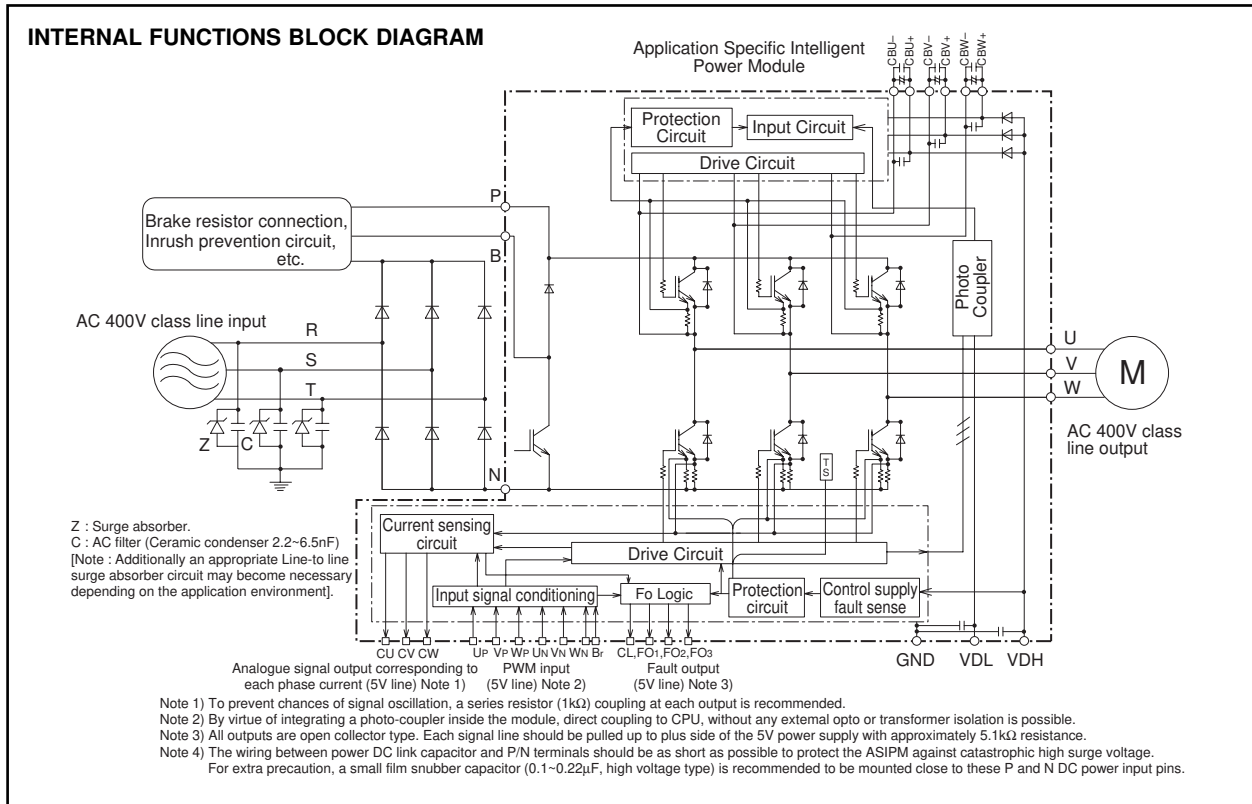 INTERNAL FUNCTIONS BLOCK DIAGRAM
Application Specific Intelligent
Power Module
CBU–
CBU+
CBV–
CBV+
CBW–
CBW+
Protection
Circuit
Input Circuit
Drive Circuit
P
Brake resistor connection,
Inrush prevention circuit,
etc.
B
Photo
Coupler
AC 400V class line input
R
S
T
Z
C
U
V
W
M
AC 400V class
line output
T
S
N
Z : Surge absorber.
C : AC filter (Ceramic condenser 2.2~6.5nF)
[Note : Additionally an appropriate Line-to line
surge absorber circuit may become necessary
depending on the application environment].
Current sensing
circuit
Drive Circuit
Input signal conditioning
Fo Logic
Protection
circuit
Control supply
fault sense
CU CV CW
UP VP WP UN VN WN Br
CL,FO1,FO2,FO3
GND VDL VDH
Analogue signal output corresponding to
each phase current (5V line) Note 1)
PWM input
(5V line) Note 2)
Fault output
(5V line) Note 3)
Note 1) To prevent chances of signal oscillation, a series resistor (1kΩ) coupling at each output is recommended.
Note 2) By virtue of integrating a photo-coupler inside the module, direct coupling to CPU, without any external opto or transformer isolation is possible.
Note 3) All outputs are open collector type. Each signal line should be pulled up to plus side of the 5V power supply with approximately 5.1kΩ resistance.
Note 4) The wiring between power DC link capacitor and P/N terminals should be as short as possible to protect the ASIPM against catastrophic high surge voltage.
For extra precaution, a small film snubber capacitor (0.1~0.22μF, high voltage type) is recommended to be mounted close to these P and N DC power input pins.